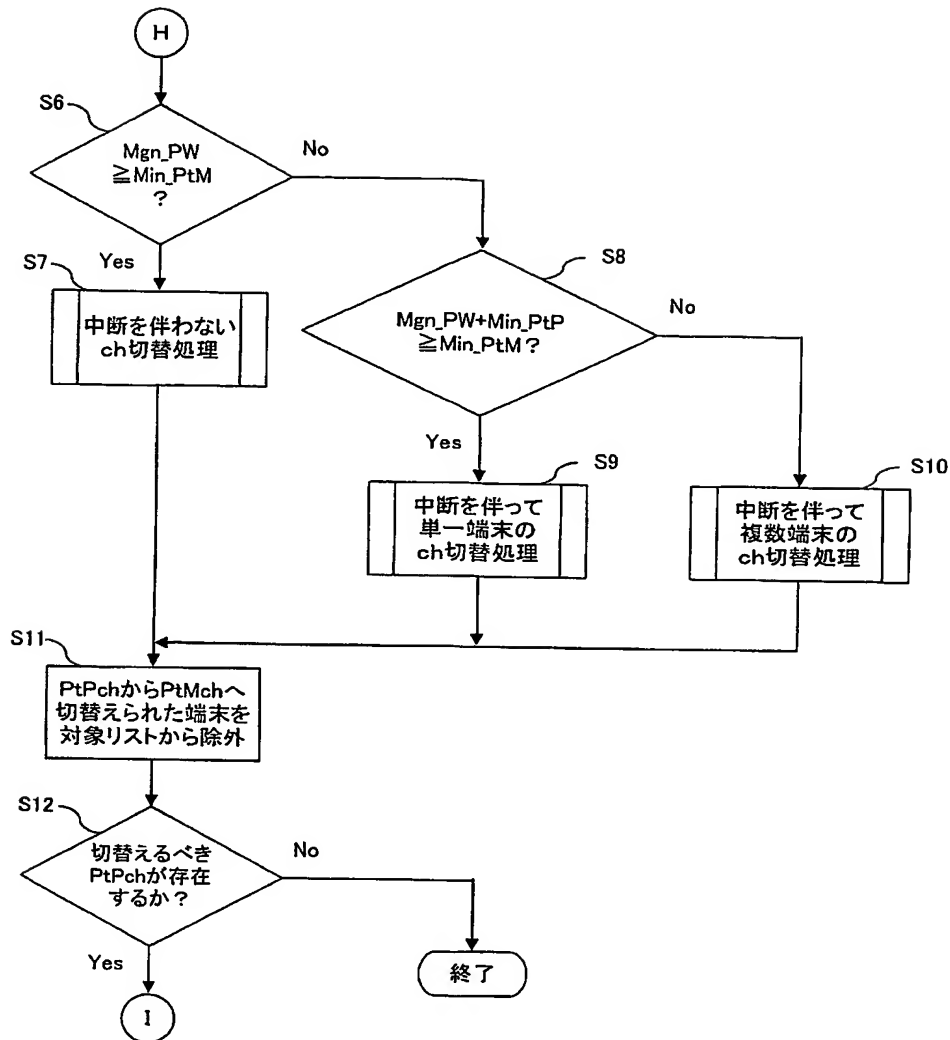 H
S6
Mgn_PW
≧Min_PtM
?
No
Yes
S7
中断を伴わない
ch切替処理
S8
Mgn_PW+Min_PtP
≧Min_PtM?
No
Yes
S9
中断を伴って
単一端末の
ch切替処理
S10
中断を伴って
複数端末の
ch切替処理
S11
PtPchからPtMchへ
切替えられた端末を
対象リストから除外
S12
切替えるべき
PtPchが存在
するか?
No
Yes
終了
I